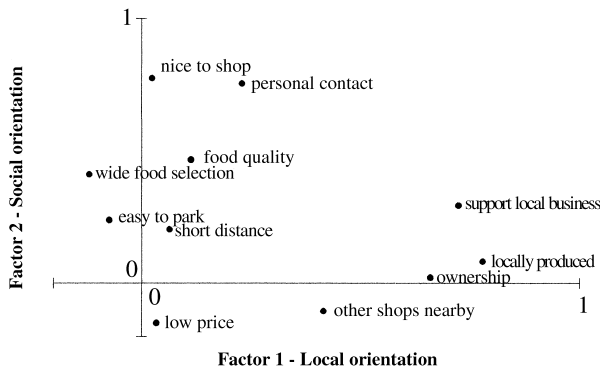 1
nice to shop
personal contact
food quality
wide food selection
support local business
easy to park
short distance
locally produced
0
ownership
0
1
other shops nearby
low price
Factor 2 - Social orientation
Factor 1 - Local orientation